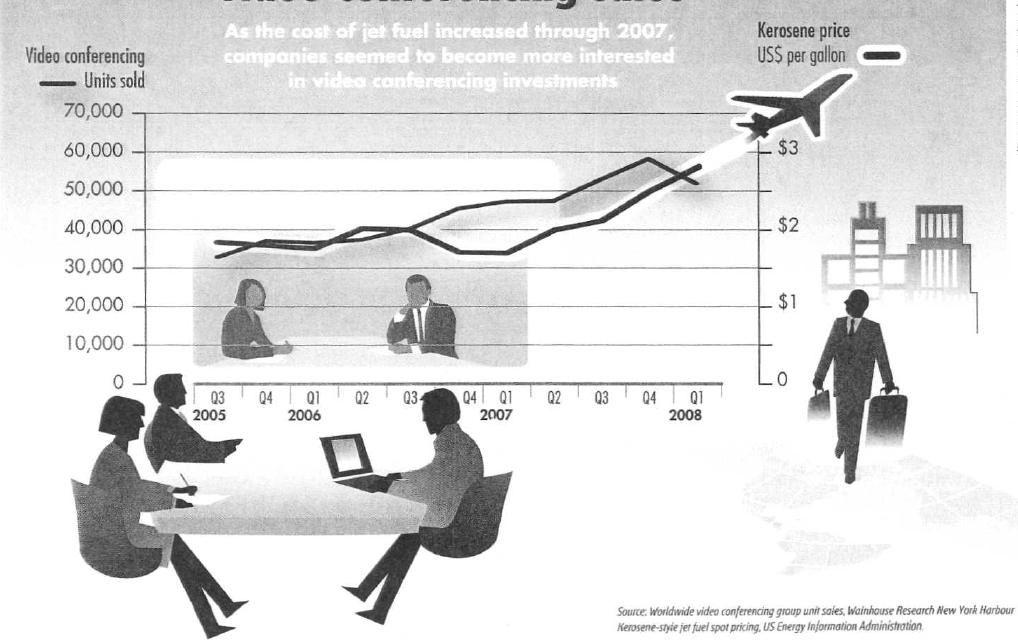 As the cost of jet fuel increased through 2007,
companies seemed to become more interested
in video conferencing investments
Video conferencing
Units sold
Kerosene price
US$ per gallon
70,000
60,000
50,000
40,000
30,000
20,000
10,000
0
$3
$2
$1
0
Q3 Q4 Q1 Q2 Q3 Q4 Q1 Q2 Q3 Q4 Q1
2005 2006 2007 2008
Source: Worldwide video conferencing group unit sales, Wainhouse Research New York Harbour
Kerosene-style jet fuel spot pricing, US Energy Information Administration.